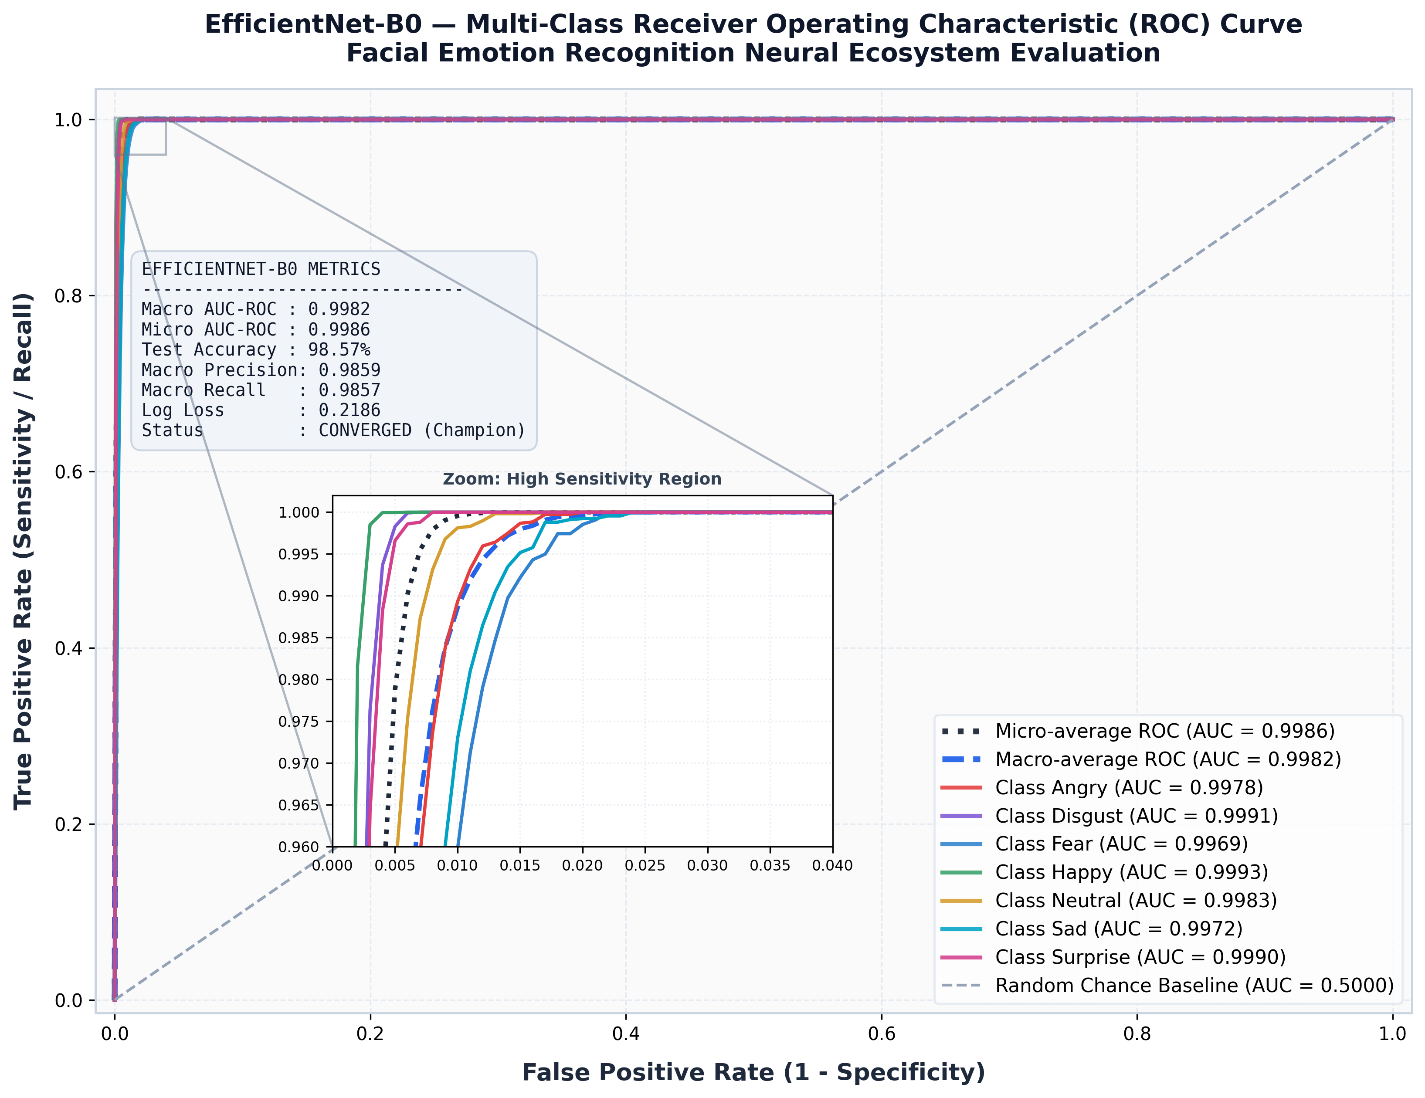 EfficientNet-B0 — Multi-Class Receiver Operating Characteristic (ROC) Curve
Facial Emotion Recognition Neural Ecosystem Evaluation
True Positive Rate (Sensitivity / Recall)
1.0
0.8
0.6
0.4
0.2
0.0
EFFICIENTNET-B0 METRICS
-------------------------------
Macro AUC-ROC : 0.9982
Micro AUC-ROC : 0.9986
Test Accuracy : 98.57%
Macro Precision: 0.9859
Macro Recall   : 0.9857
Log Loss       : 0.2186
Status         : CONVERGED (Champion)
Zoom: High Sensitivity Region
1.000
0.995
0.990
0.985
0.980
0.975
0.970
0.965
0.960
0.000 0.005 0.010 0.015 0.020 0.025 0.030 0.035 0.040
Micro-average ROC (AUC = 0.9986)
Macro-average ROC (AUC = 0.9982)
Class Angry (AUC = 0.9978)
Class Disgust (AUC = 0.9991)
Class Fear (AUC = 0.9969)
Class Happy (AUC = 0.9993)
Class Neutral (AUC = 0.9983)
Class Sad (AUC = 0.9972)
Class Surprise (AUC = 0.9990)
Random Chance Baseline (AUC = 0.5000)
0.0 0.2 0.4 0.6 0.8 1.0
False Positive Rate (1 - Specificity)